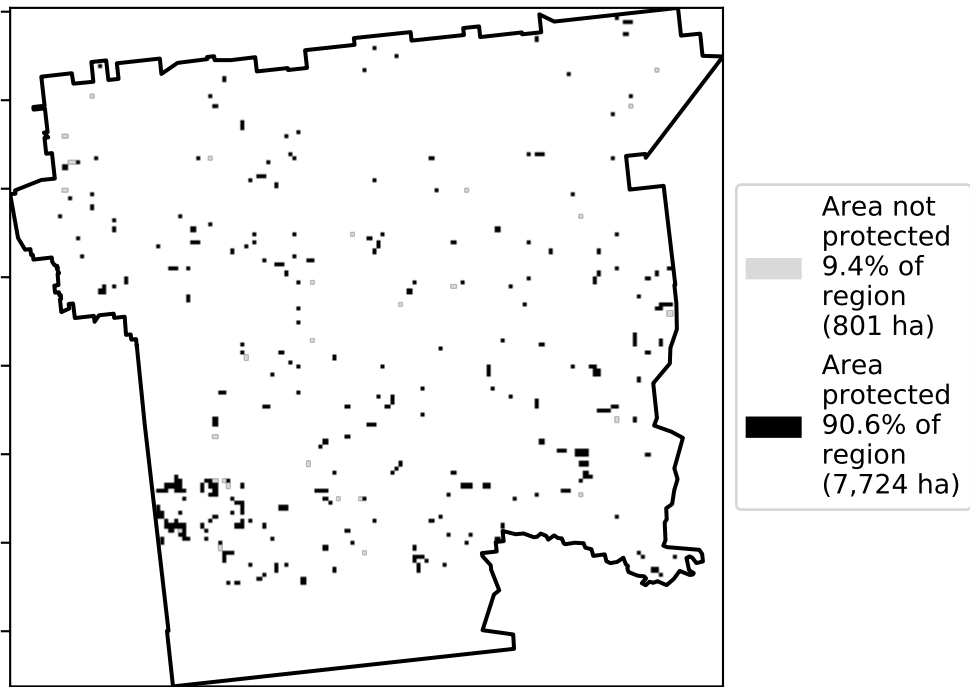 Area not
protected
9.4% of
region
(801 ha)
Area
protected
90.6% of
region
(7,724 ha)